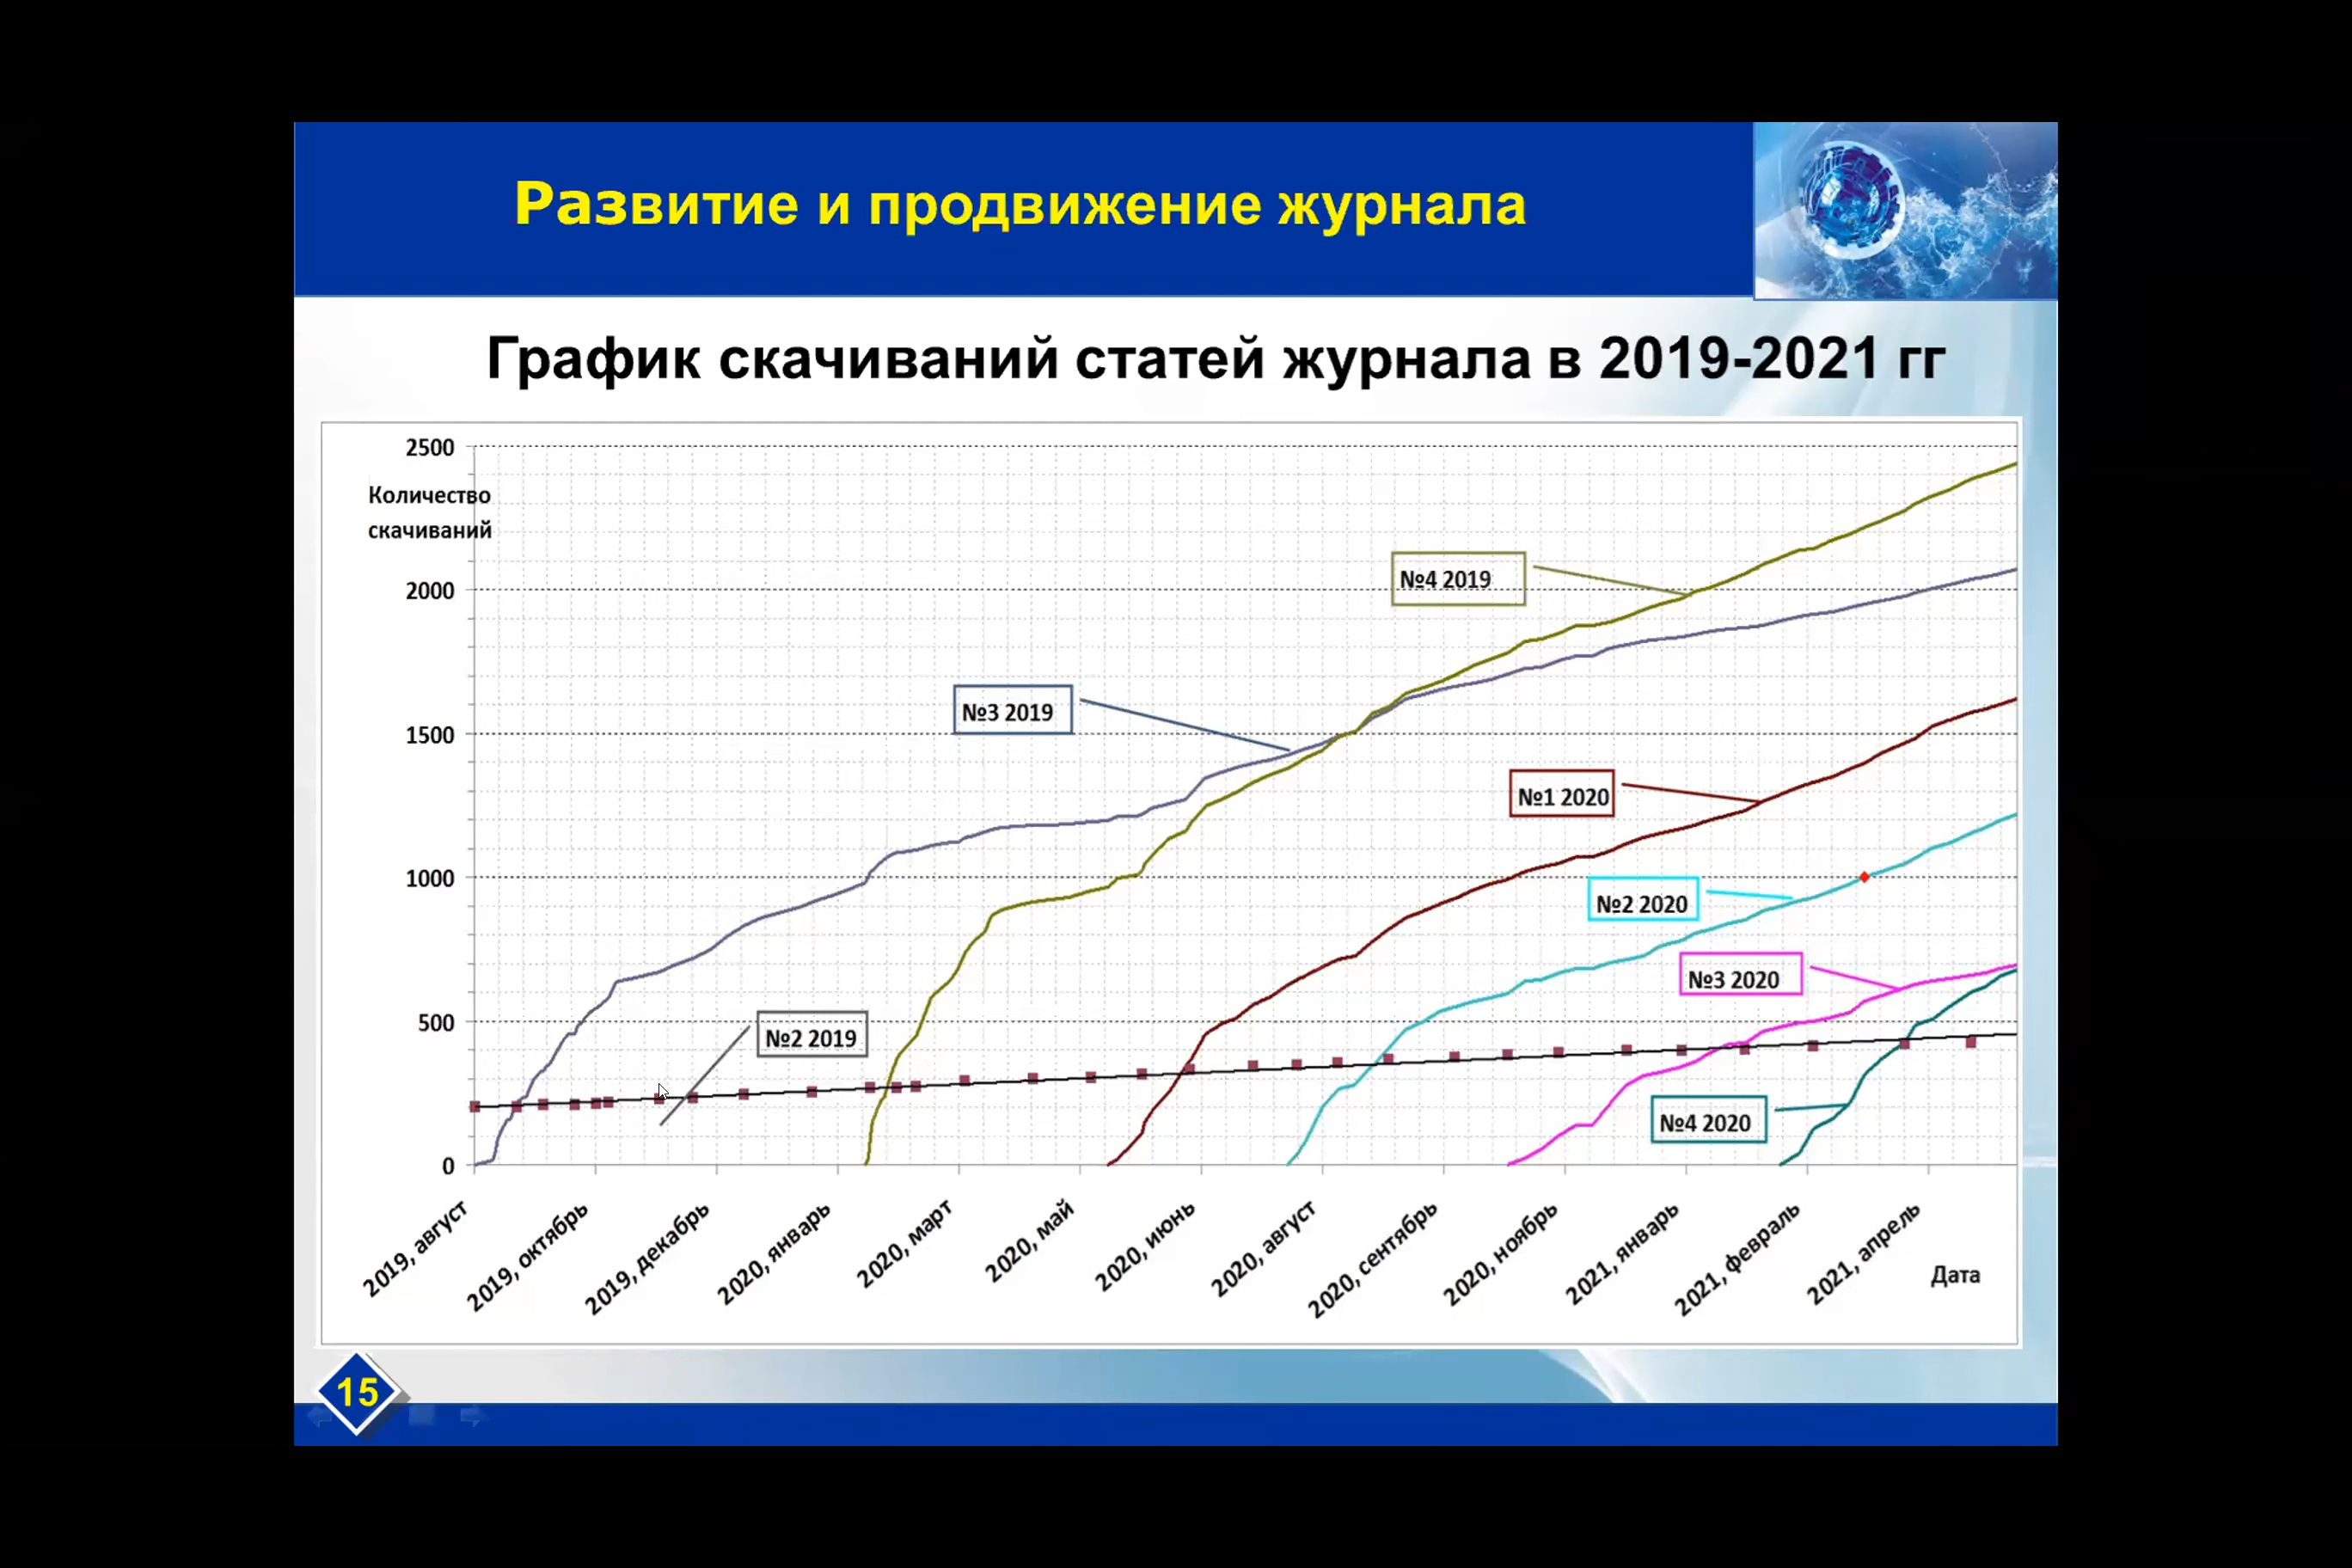 Развитие и продвижение журнала
График скачиваний статей журнала в 2019-2021 гг
2500
Количество
скачиваний
2000
1500
1000
500
0
№4 2019
№3 2019
№1 2020
№2 2020
№3 2020
№2 2019
№4 2020
2019, август
2019, октябрь
2019, декабрь
2020, январь
2020, март
2020, май
2020, июнь
2020, август
2020, сентябрь
2020, ноябрь
2021, январь
2021, февраль
2021, апрель
Дата
15